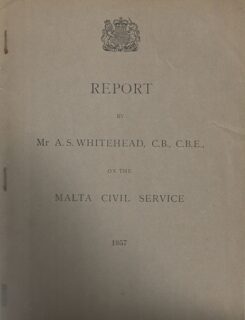 REPORT
BY
Mr A. S. WHITEHEAD, C.B., C.B.E.,
ON THE
MALTA CIVIL SERVICE
1957